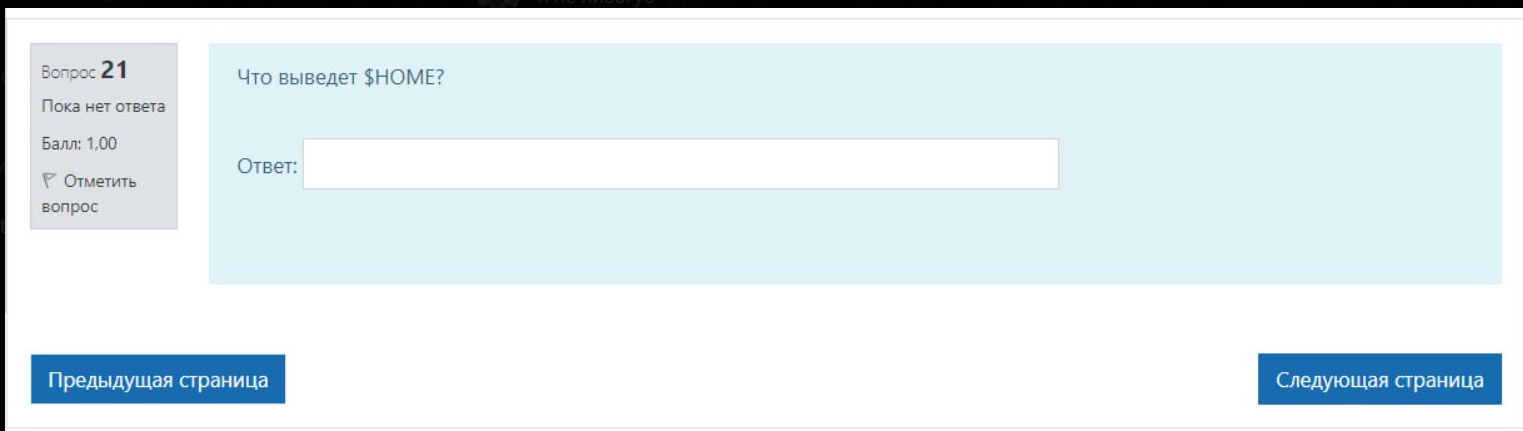 Вопрос 21
Пока нет ответа
Балл: 1,00
Отметить
вопрос
Что выведет $HOME?
Ответ:
Предыдущая страница
Следующая страница